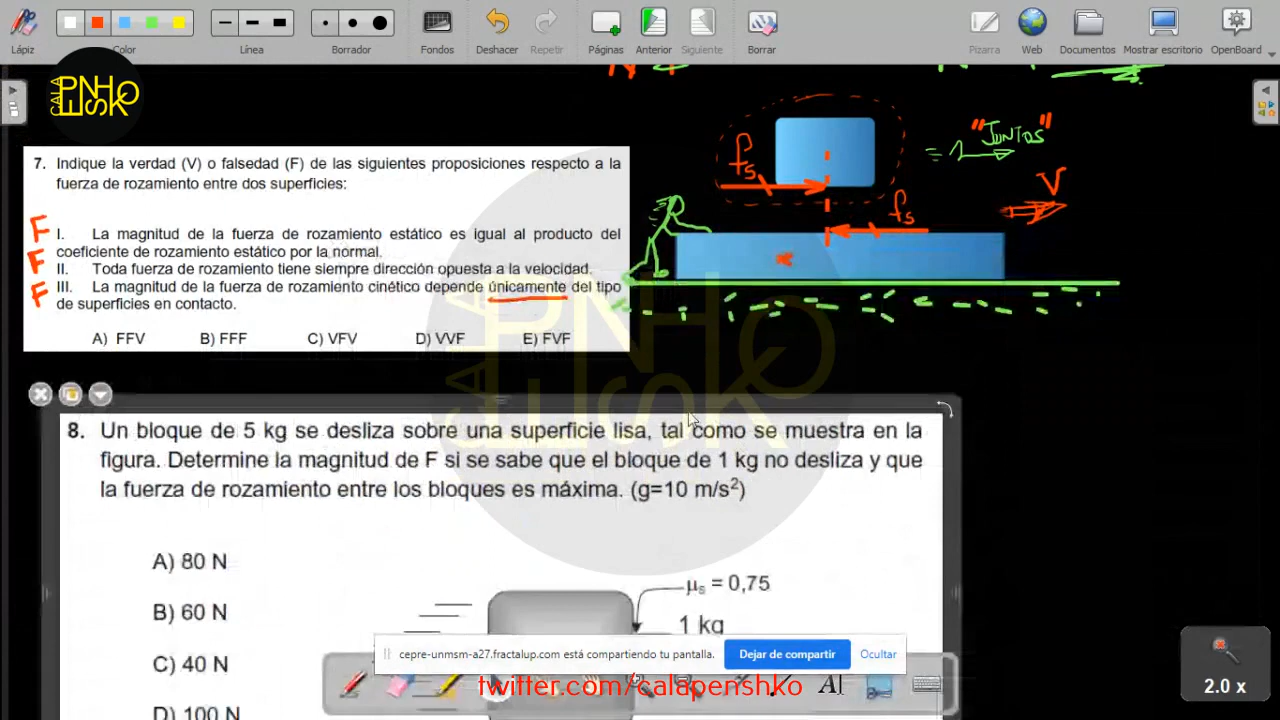 Lápiz
Color
Línea
Borrador
Fondos
Deshacer
Repetir
Páginas
Anterior
Siguiente
Borrar
Pizarra
Web
Documentos
Mostrar escritorio
OpenBoard
CALA
PENHSKO
"JUNTOS"
fs
V
fs
7. Indique la verdad (V) o falsedad (F) de las siguientes proposiciones respecto a la
fuerza de rozamiento entre dos superficies:
F I. La magnitud de la fuerza de rozamiento estático es igual al producto del
coeficiente de rozamiento estático por la normal.
F II. Toda fuerza de rozamiento tiene siempre dirección opuesta a la velocidad.
F III. La magnitud de la fuerza de rozamiento cinético depende únicamente del tipo
de superficies en contacto.
A) FFV B) FFF C) VFV D) VVF E) FVF
8. Un bloque de 5 kg se desliza sobre una superficie lisa, tal como se muestra en la
figura. Determine la magnitud de F si se sabe que el bloque de 1 kg no desliza y que
la fuerza de rozamiento entre los bloques es máxima. (g=10 m/s²)
A) 80 N
B) 60 N
C) 40 N
D) 100 N
μs = 0,75
1 kg
cepre-unmsm-a27.fractalup.com está compartiendo tu pantalla.
Dejar de compartir
Ocultar
twitter.com/calapenshko
AI
2.0 x